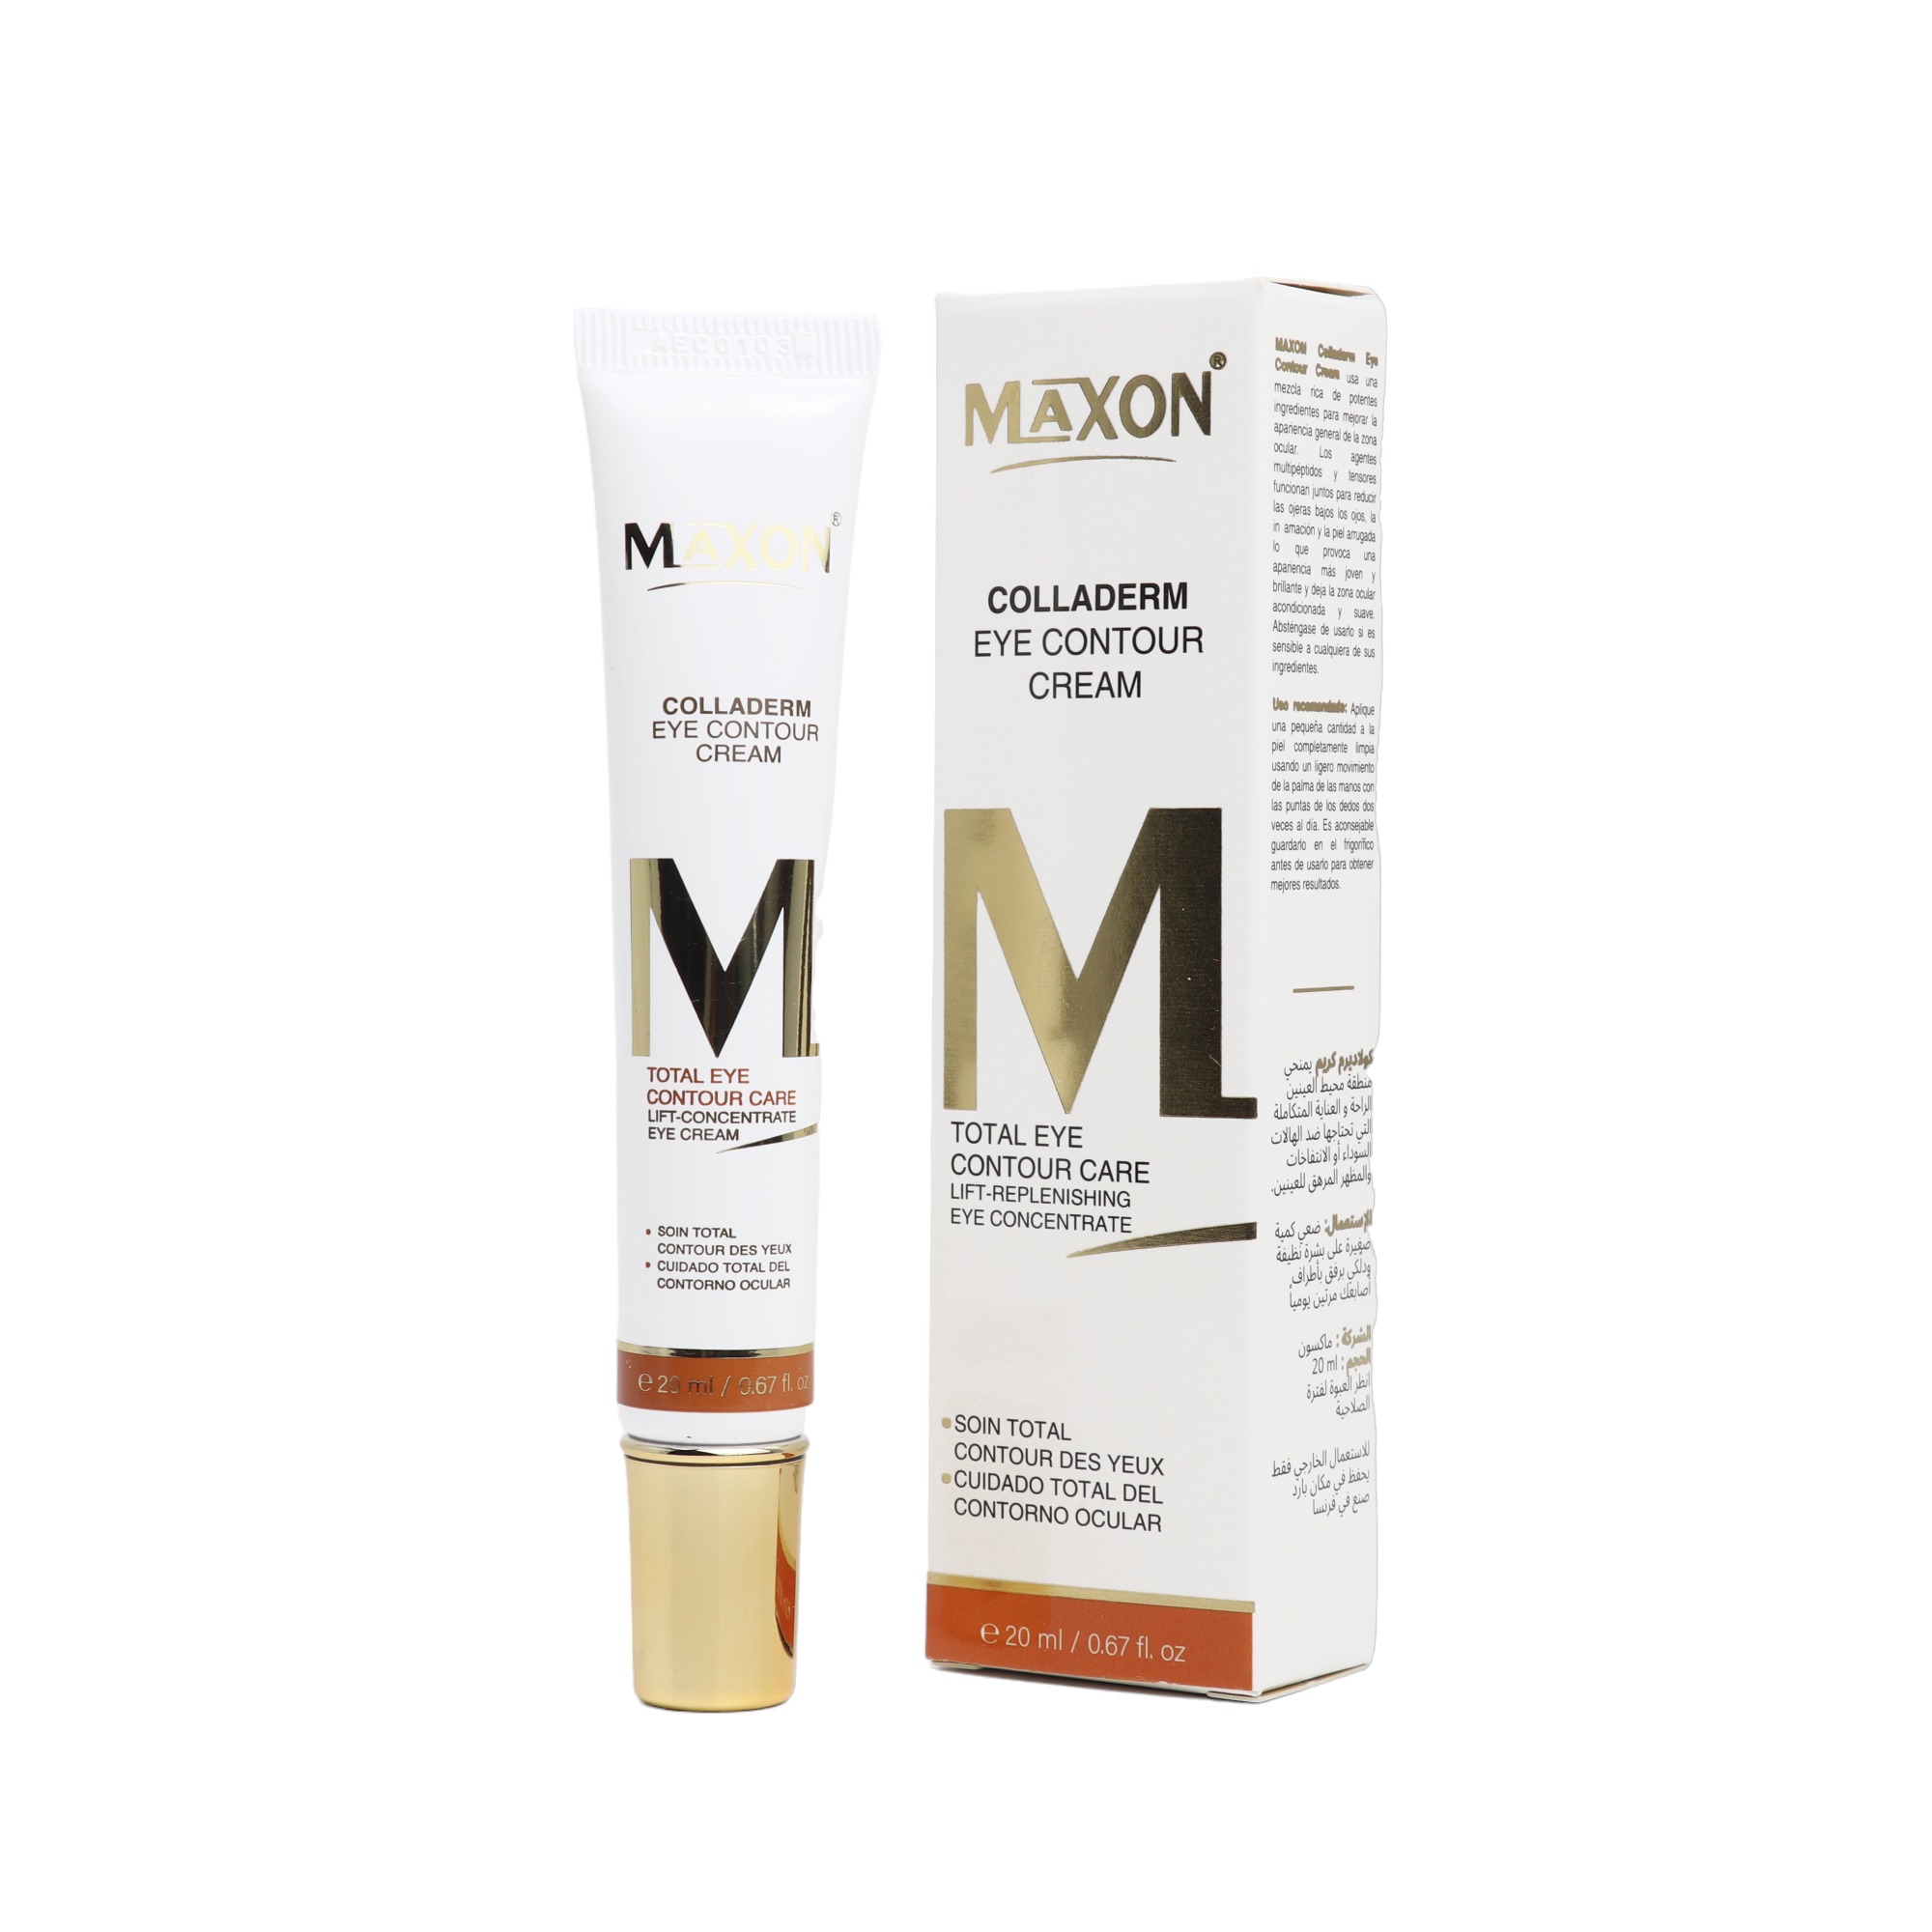 AEC0103
MAXON®
COLLADERM
EYE CONTOUR
CREAM
M
TOTAL EYE
CONTOUR CARE
LIFT-CONCENTRATE
EYE CREAM
• SOIN TOTAL
CONTOUR DES YEUX
• CUIDADO TOTAL DEL
CONTORNO OCULAR
℮ 20 ml / 0.67 fl. oz
MAXON®
COLLADERM
EYE CONTOUR
CREAM
M
TOTAL EYE
CONTOUR CARE
LIFT-REPLENISHING
EYE CONCENTRATE
• SOIN TOTAL
CONTOUR DES YEUX
• CUIDADO TOTAL DEL
CONTORNO OCULAR
℮ 20 ml / 0.67 fl. oz
MAXON Colladerm Eye
Contour Cream usa una
mezcla rica de potentes
ingredientes para mejorar la
apariencia general de la zona
ocular. Los agentes
multipéptidos y tensores
funcionan juntos para reducir
las ojeras bajos los ojos, la
in amación y la piel arrugada
lo que provoca una
apariencia más joven y
brillante y deja la zona ocular
acondicionada y suave.
Absténgase de usarlo si es
sensible a cualquiera de sus
ingredientes.
Uso recomendado: Aplique
una pequeña cantidad a la
piel completamente limpia
usando un ligero movimiento
de la palma de las manos con
las puntas de los dedos dos
veces al día. Es aconsejable
guardarlo en el frigorífico
antes de usarlo para obtener
mejores resultados.
كولاديرم كريم يمنحي
منطقة محيط العينين
الراحة و العناية المتكاملة
التي تحتاجها ضد الهالات
السوداء أو الانتفاخات
والمظهر المرهق للعينين.
الإستعمال: ضعي كمية
صغيرة على بشرة نظيفة
ودلكي برفق بأطراف
أصابعك مرتين يومياً
الشركة : ماكسون
الحجم : 20 ml
انظر العبوة لفترة
الصلاحية
للاستعمال الخارجي فقط
يحفظ في مكان بارد
صنع في فرنسا